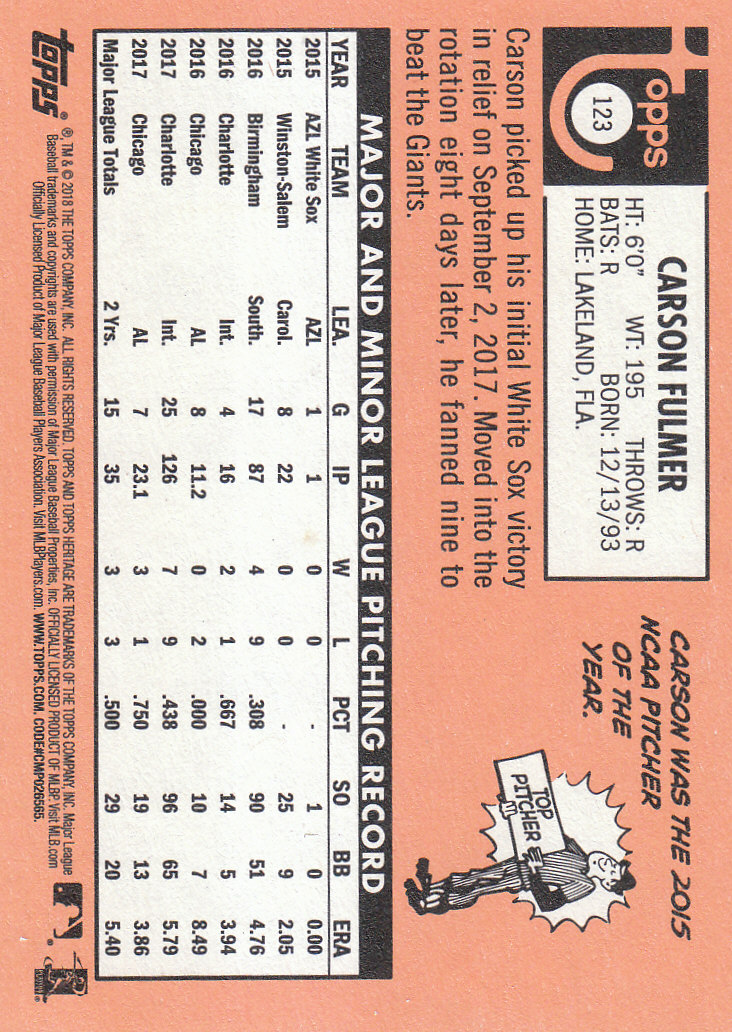 topps
123
CARSON FULMER
HT: 6'0" WT: 195 THROWS: R
BATS: R BORN: 12/13/93
HOME: LAKELAND, FLA.
Carson picked up his initial White Sox victory
in relief on September 2, 2017. Moved into the
rotation eight days later, he fanned nine to
beat the Giants.
CARSON WAS THE 2015
NCAA PITCHER
OF THE
YEAR.
TOP
PITCHER
MAJOR AND MINOR LEAGUE PITCHING RECORD
YEAR TEAM LEA. G IP W L PCT SO BB ERA
2015 AZL White Sox AZL 1 1 0 0 - 1 0 0.00
2015 Winston-Salem Carol. 8 22 0 0 - 25 9 2.05
2016 Birmingham South. 17 87 4 9 .308 90 51 4.76
2016 Charlotte Int. 4 16 2 1 .667 14 5 3.94
2016 Chicago AL 8 11.2 0 2 .000 10 7 8.49
2017 Charlotte Int. 25 126 7 9 .438 96 65 5.79
2017 Chicago AL 7 23.1 3 1 .750 19 13 3.86
Major League Totals 2 Yrs. 15 35 3 3 .500 29 20 5.40
topps®
®, TM & © 2018 THE TOPPS COMPANY, INC. ALL RIGHTS RESERVED. TOPPS AND TOPPS HERITAGE ARE TRADEMARKS OF THE TOPPS COMPANY, INC. Major League
Baseball trademarks and copyrights are used with permission of Major League Baseball Properties, Inc. OFFICIALLY LICENSED PRODUCT OF MLBP. Visit MLB.com
Officially Licensed Product of Major League Baseball Players Association. Visit MLBPlayers.com. WWW.TOPPS.COM. CODE#CMP026565.